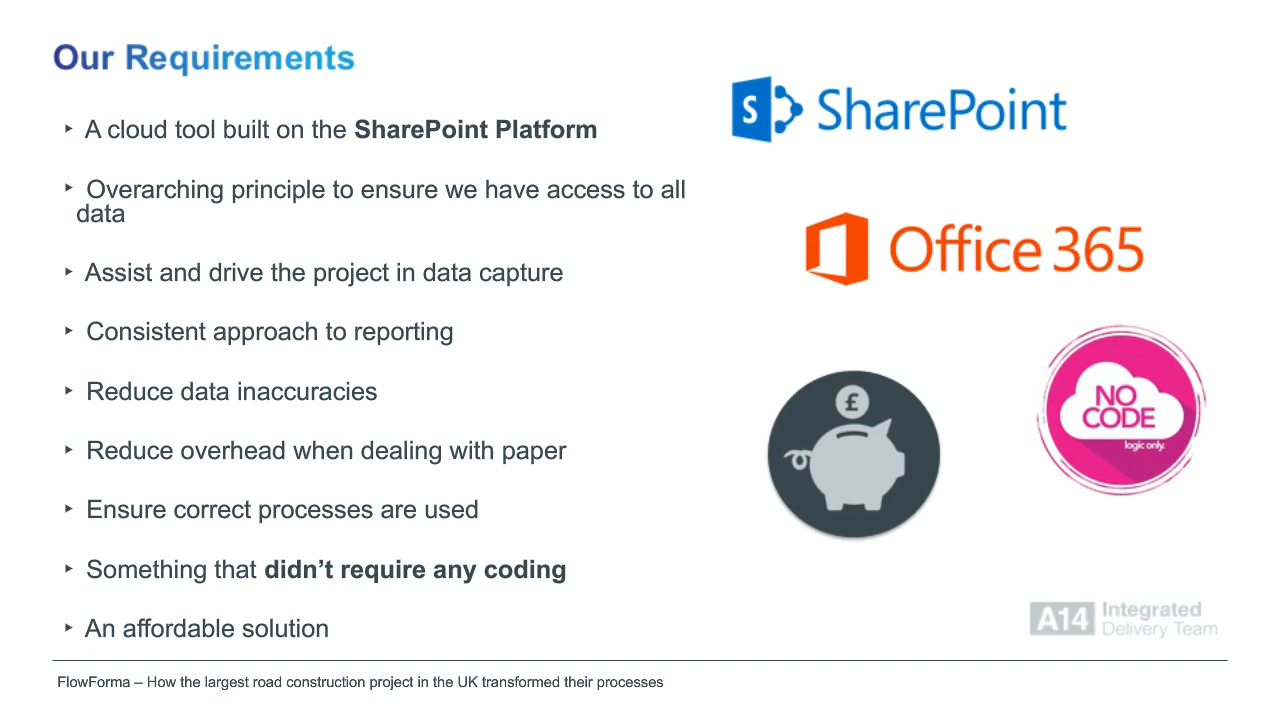 Our Requirements
‣ A cloud tool built on the SharePoint Platform
‣ Overarching principle to ensure we have access to all
data
‣ Assist and drive the project in data capture
‣ Consistent approach to reporting
‣ Reduce data inaccuracies
‣ Reduce overhead when dealing with paper
‣ Ensure correct processes are used
‣ Something that didn’t require any coding
‣ An affordable solution
S SharePoint
Office 365
£
NO
CODE
logic only.
A14 Integrated
Delivery Team
FlowForma – How the largest road construction project in the UK transformed their processes